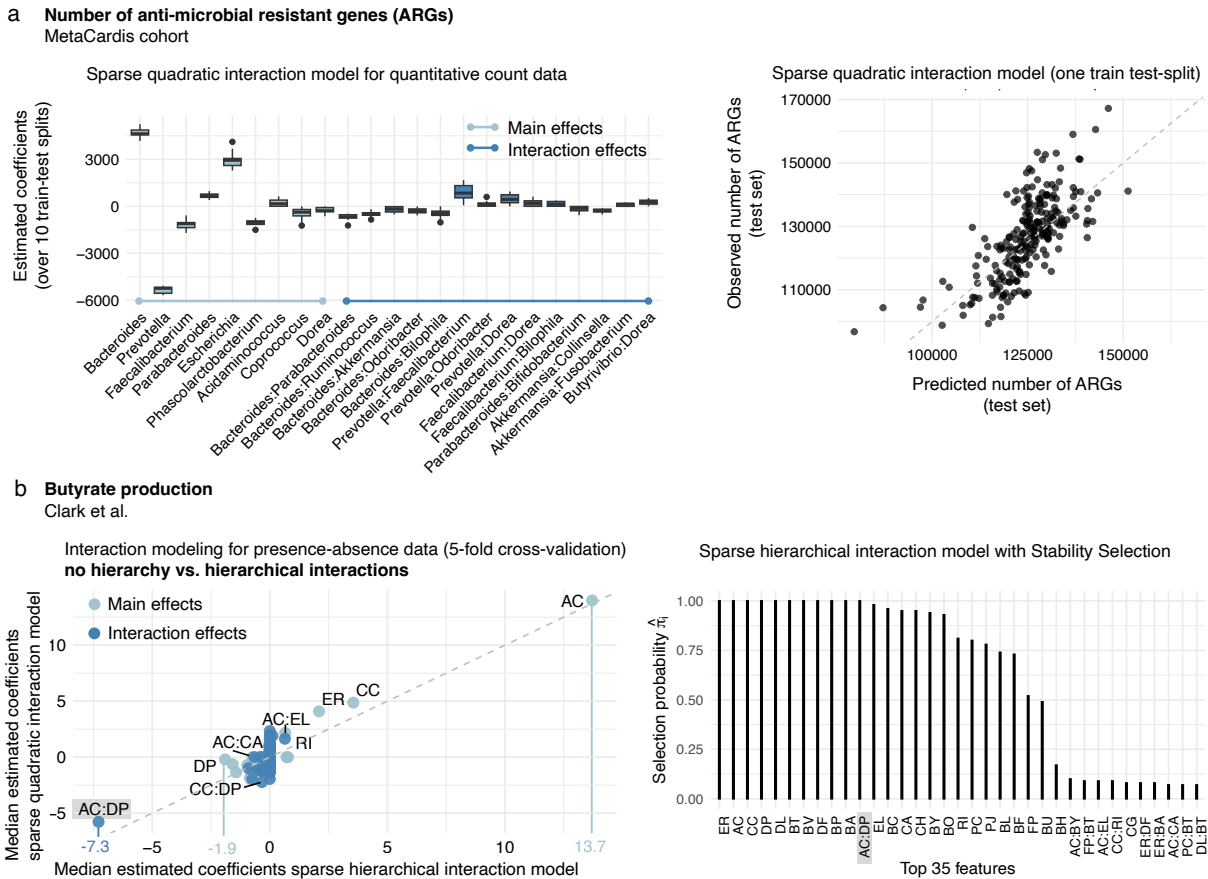 a Number of anti-microbial resistant genes (ARGs)
MetaCardis cohort
Sparse quadratic interaction model for quantitative count data
Estimated coefficients
(over 10 train-test splits)
3000
0
−3000
−6000
Main effects
Interaction effects
Bacteroides
Prevotella
Faecalibacterium
Parabacteroides
Escherichia
Phascolarctobacterium
Acidaminococcus
Coprococcus
Dorea
Bacteroides:Parabacteroides
Bacteroides:Ruminococcus
Bacteroides:Akkermansia
Bacteroides:Odoribacter
Bacteroides:Bilophila
Prevotella:Faecalibacterium
Prevotella:Odoribacter
Prevotella:Dorea
Faecalibacterium:Dorea
Faecalibacterium:Bilophila
Parabacteroides:Bifidobacterium
Akkermansia:Collinsella
Akkermansia:Fusobacterium
Butyrivibrio:Dorea
Sparse quadratic interaction model (one train test-split)
Observed number of ARGs
(test set)
170000
150000
130000
110000
100000
125000
150000
Predicted number of ARGs
(test set)
b Butyrate production
Clark et al.
Interaction modeling for presence-absence data (5-fold cross-validation)
no hierarchy vs. hierarchical interactions
Median estimated coefficients
sparse quadratic interaction model
10
5
0
−5
Main effects
Interaction effects
AC
ER
CC
AC:EL
AC:CA
RI
DP
CC:DP
AC:DP
−7.3
−5
−1.9
0
5
10
13.7
Median estimated coefficients sparse hierarchical interaction model
Sparse hierarchical interaction model with Stability Selection
Selection probability π̂i
1.00
0.75
0.50
0.25
0.00
ER
AC
CC
DP
DL
BT
BV
DF
BP
BA
AC:DP
EL
BC
CA
CH
BY
BO
RI
PC
PJ
BL
BF
FP
BU
BH
AC:BY
FP:BT
AC:EL
CC:RI
CG
ER:DF
ER:BA
AC:CA
PC:BT
DL:BT
Top 35 features